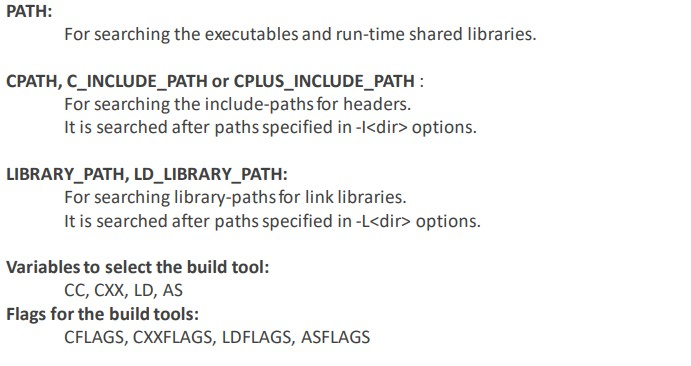 PATH:
For searching the executables and run-time shared libraries.
CPATH, C_INCLUDE_PATH or CPLUS_INCLUDE_PATH :
For searching the include-paths for headers.
It is searched after paths specified in -I<dir> options.
LIBRARY_PATH, LD_LIBRARY_PATH:
For searching library-paths for link libraries.
It is searched after paths specified in -L<dir> options.
Variables to select the build tool:
CC, CXX, LD, AS
Flags for the build tools:
CFLAGS, CXXFLAGS, LDFLAGS, ASFLAGS